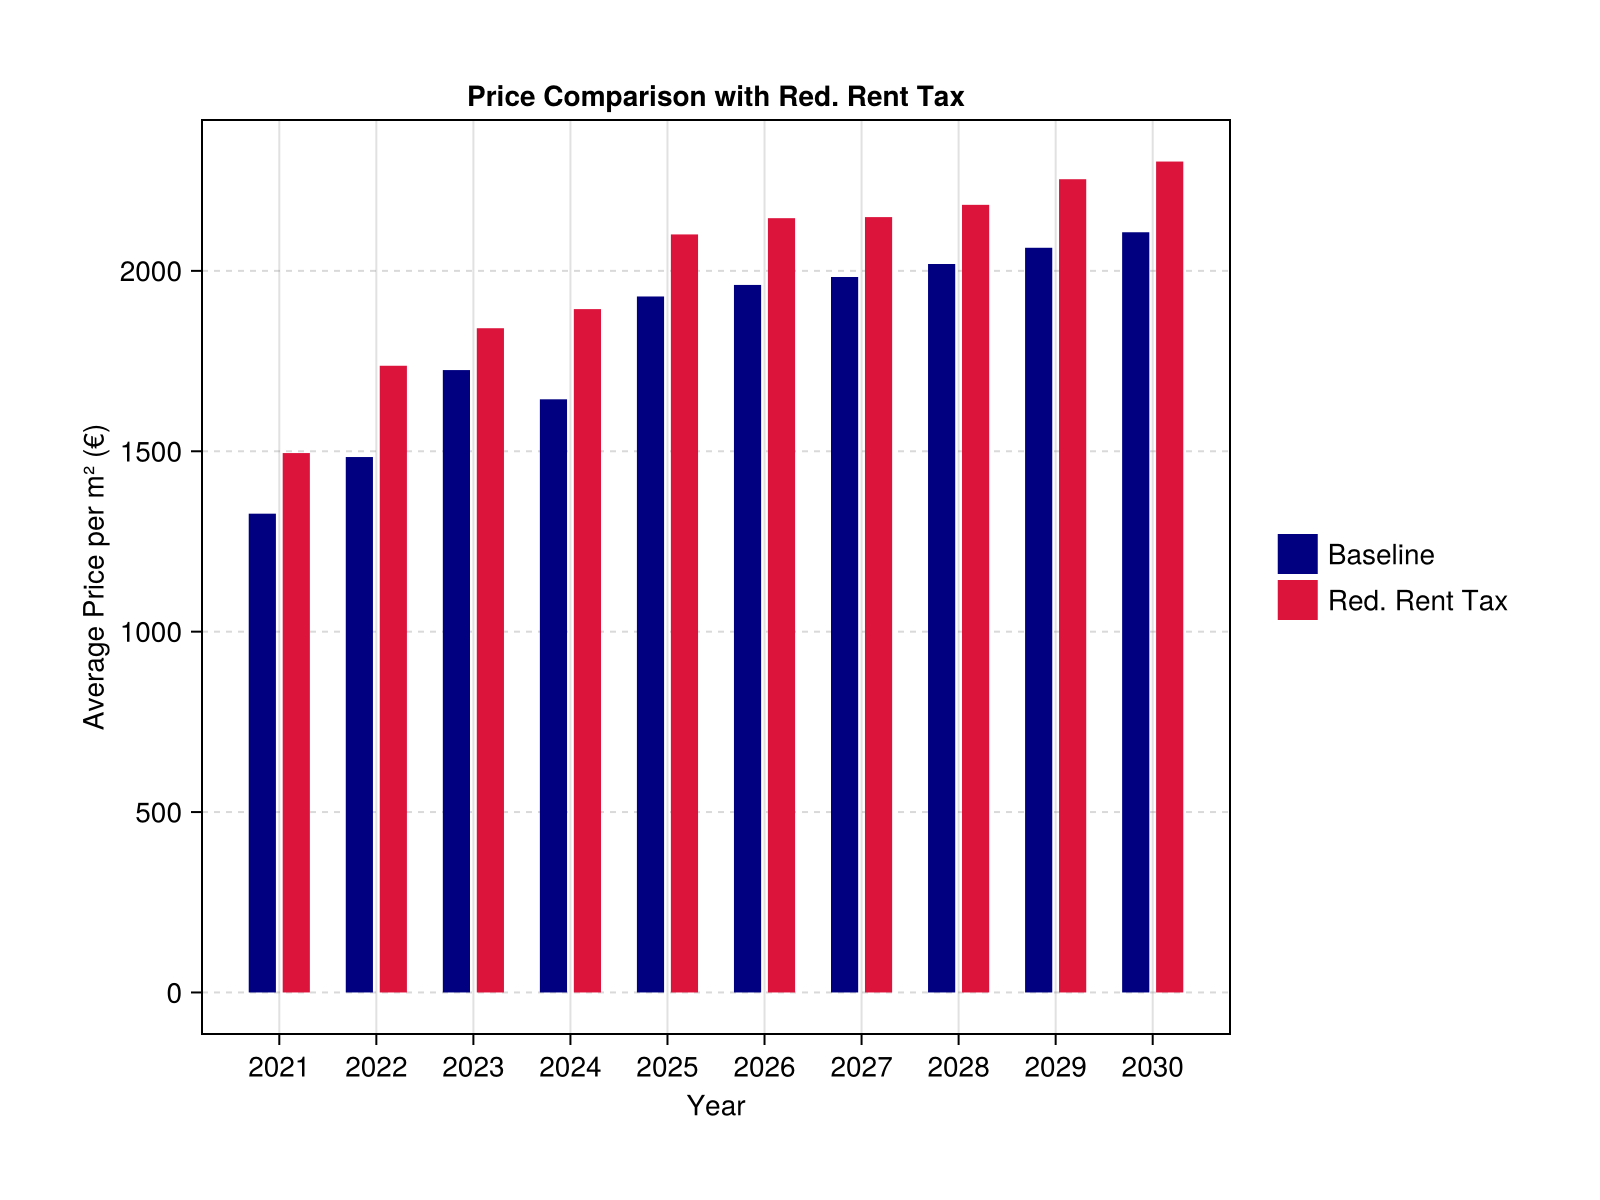 Price Comparison with Red. Rent Tax
Average Price per m² (€)
2000
1500
1000
500
0
2021 2022 2023 2024 2025 2026 2027 2028 2029 2030
Year
Baseline
Red. Rent Tax